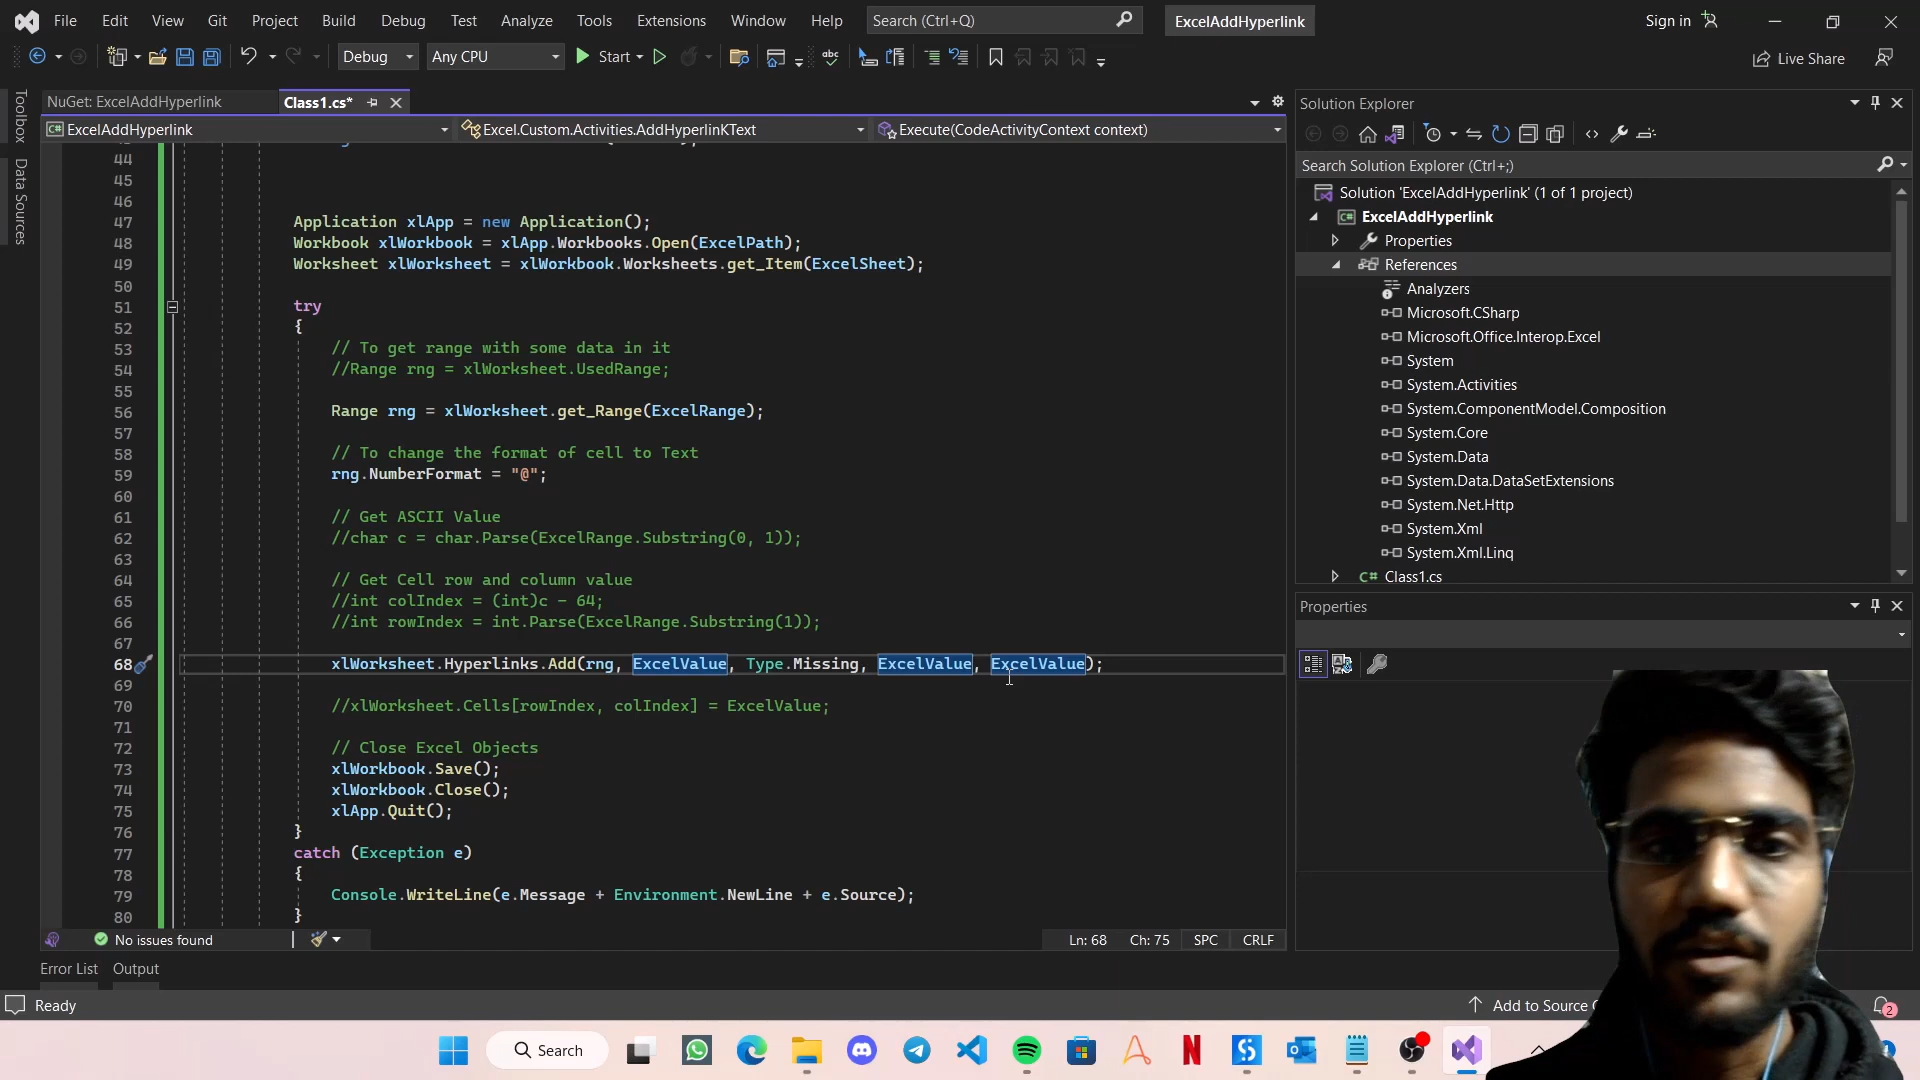 File Edit View Git Project Build Debug Test Analyze Tools Extensions Window Help Search (Ctrl+Q) ExcelAddHyperlink Sign in
Debug Any CPU Start Live Share
Toolbox
Data Sources
NuGet: ExcelAddHyperlink Class1.cs*
ExcelAddHyperlink Excel.Custom.Activities.AddHyperlinKText Execute(CodeActivityContext context)
44
45
46
47 Application xlApp = new Application();
48 Workbook xlWorkbook = xlApp.Workbooks.Open(ExcelPath);
49 Worksheet xlWorksheet = xlWorkbook.Worksheets.get_Item(ExcelSheet);
50
51 try
52 {
53 // To get range with some data in it
54 //Range rng = xlWorksheet.UsedRange;
55
56 Range rng = xlWorksheet.get_Range(ExcelRange);
57
58 // To change the format of cell to Text
59 rng.NumberFormat = "@";
60
61 // Get ASCII Value
62 //char c = char.Parse(ExcelRange.Substring(0, 1));
63
64 // Get Cell row and column value
65 //int colIndex = (int)c - 64;
66 //int rowIndex = int.Parse(ExcelRange.Substring(1));
67
68 xlWorksheet.Hyperlinks.Add(rng, ExcelValue, Type.Missing, ExcelValue, ExcelValue);
69
70 //xlWorksheet.Cells[rowIndex, colIndex] = ExcelValue;
71
72 // Close Excel Objects
73 xlWorkbook.Save();
74 xlWorkbook.Close();
75 xlApp.Quit();
76 }
77 catch (Exception e)
78 {
79 Console.WriteLine(e.Message + Environment.NewLine + e.Source);
80 }
No issues found Ln: 68 Ch: 75 SPC CRLF
Error List Output
Ready Add to Source 2
Solution Explorer
Search Solution Explorer (Ctrl+;)
Solution 'ExcelAddHyperlink' (1 of 1 project)
C# ExcelAddHyperlink
Properties
References
Analyzers
Microsoft.CSharp
Microsoft.Office.Interop.Excel
System
System.Activities
System.ComponentModel.Composition
System.Core
System.Data
System.Data.DataSetExtensions
System.Net.Http
System.Xml
System.Xml.Linq
C# Class1.cs
Properties
Search